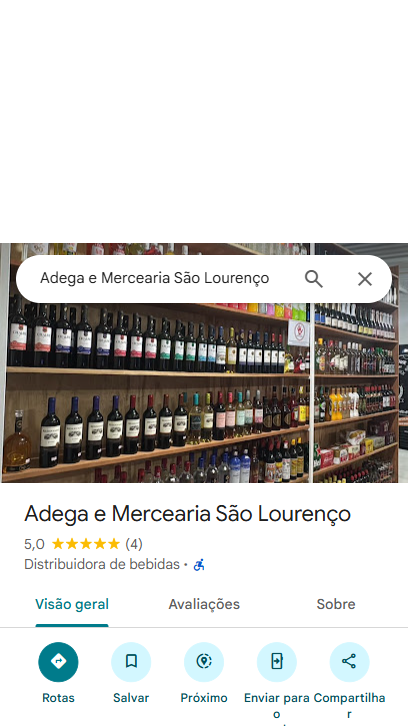 Adega e Mercearia São Lourenço
Adega e Mercearia São Lourenço
5,0 (4)
Distribuidora de bebidas ·
Visão geral Avaliações Sobre
Rotas Salvar Próximo Enviar para Compartilha
o r